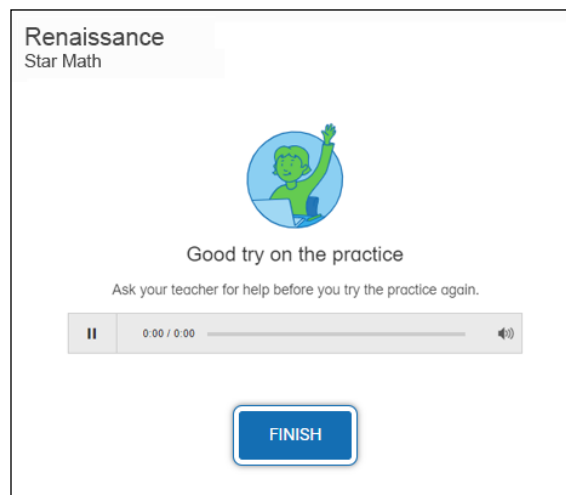 Renaissance
Star Math
Good try on the practice
Ask your teacher for help before you try the practice again.
0:00 / 0:00
FINISH